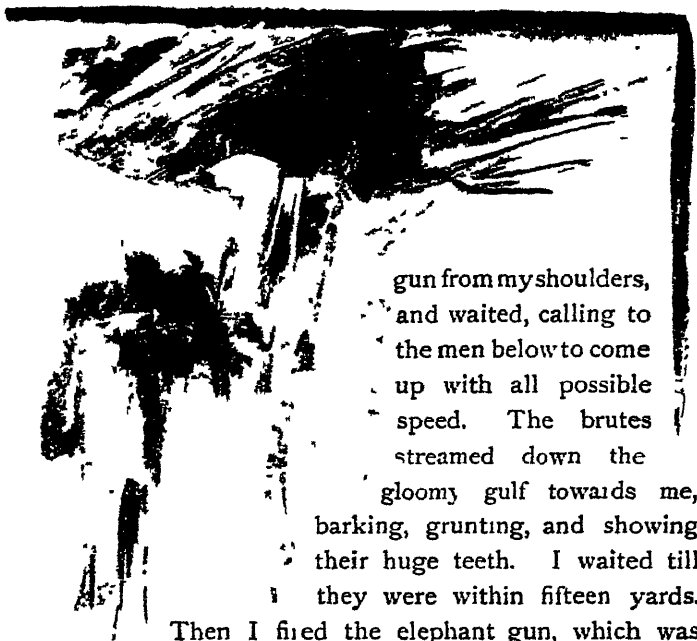 gun from my shoulders,
and waited, calling to
the men below to come
up with all possible
speed. The brutes
streamed down the
gloomy gulf towards me,
barking, grunting, and showing
their huge teeth. I waited till
they were within fifteen yards.
Then I fired the elephant gun, which was